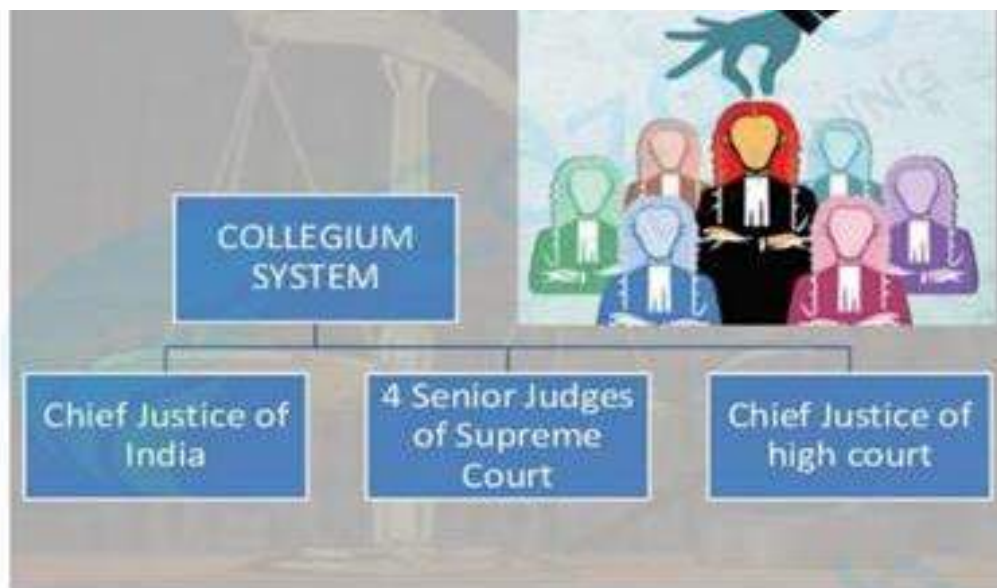 COLLEGIUM
SYSTEM
Chief Justice of
India
4 Senior Judges
of Supreme
Court
Chief Justice of
high court